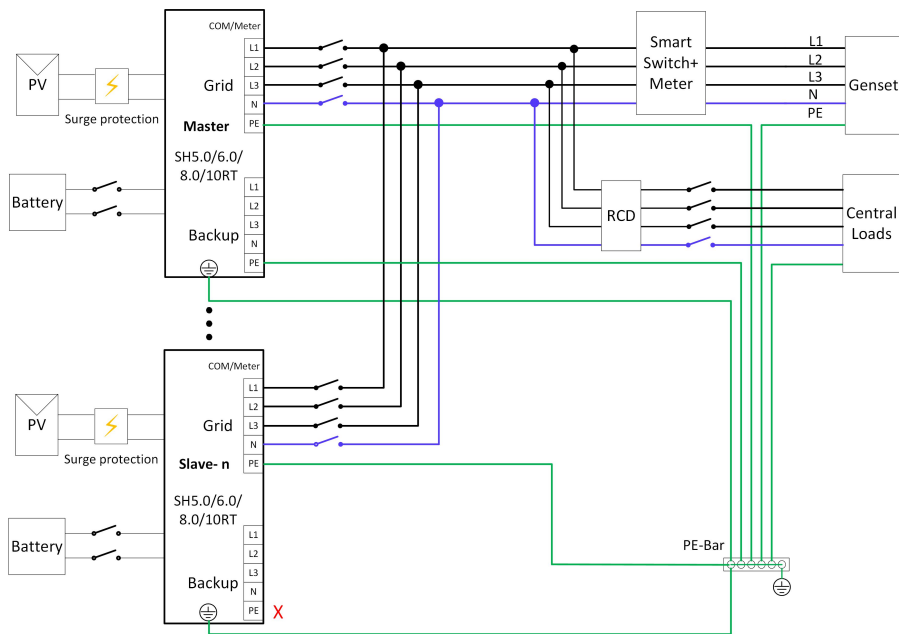 COM/Meter
L1
L2
L3
N
PE
Grid
Master
SH5.0/6.0/
8.0/10RT
L1
L2
L3
N
PE
Backup
PV
Surge protection
Battery
Smart
Switch+
Meter
L1
L2
L3
N
PE
Genset
RCD
Central
Loads
COM/Meter
L1
L2
L3
N
PE
Grid
Slave- n
SH5.0/6.0/
8.0/10RT
L1
L2
L3
N
PE
X
Backup
PV
Surge protection
Battery
PE-Bar